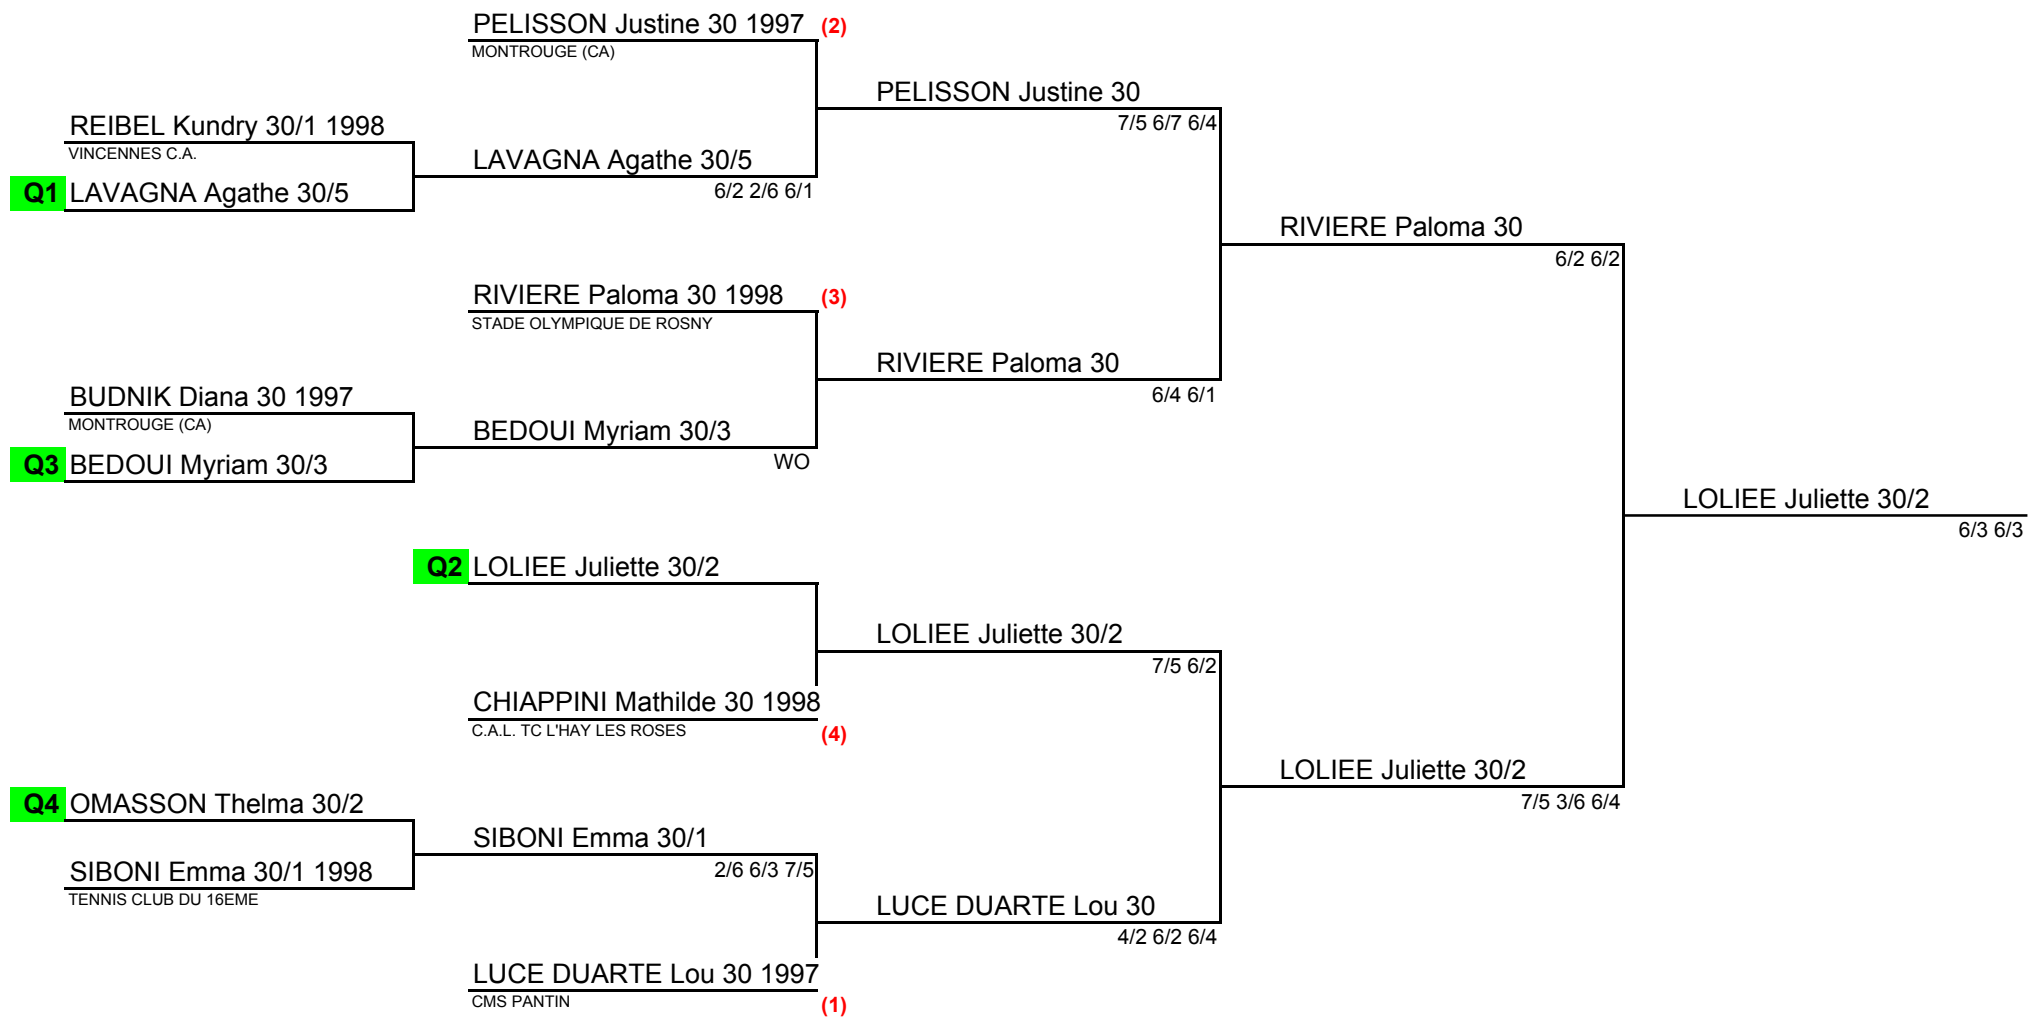 PELISSON Justine 30 1997 (2)
MONTROUGE (CA)
PELISSON Justine 30
7/5 6/7 6/4
REIBEL Kundry 30/1 1998
VINCENNES C.A.
LAVAGNA Agathe 30/5
6/2 2/6 6/1
Q1 LAVAGNA Agathe 30/5
RIVIERE Paloma 30
6/2 6/2
RIVIERE Paloma 30 1998 (3)
STADE OLYMPIQUE DE ROSNY
RIVIERE Paloma 30
6/4 6/1
BUDNIK Diana 30 1997
MONTROUGE (CA)
BEDOUI Myriam 30/3
WO
Q3 BEDOUI Myriam 30/3
LOLIEE Juliette 30/2
6/3 6/3
Q2 LOLIEE Juliette 30/2
LOLIEE Juliette 30/2
7/5 6/2
CHIAPPINI Mathilde 30 1998
C.A.L. TC L'HAY LES ROSES (4)
LOLIEE Juliette 30/2
7/5 3/6 6/4
Q4 OMASSON Thelma 30/2
SIBONI Emma 30/1
2/6 6/3 7/5
SIBONI Emma 30/1 1998
TENNIS CLUB DU 16EME
LUCE DUARTE Lou 30
4/2 6/2 6/4
LUCE DUARTE Lou 30 1997
CMS PANTIN (1)